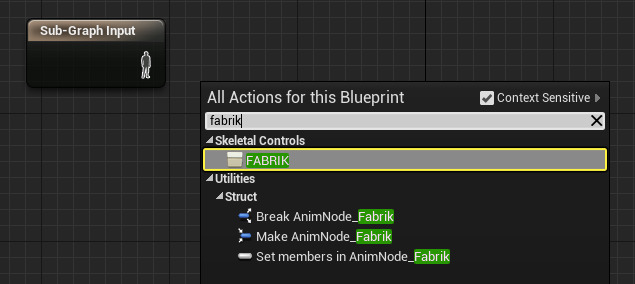 Sub-Graph Input
All Actions for this Blueprint
Context Sensitive
fabrik
Skeletal Controls
FABRIK
Utilities
Struct
Break AnimNode_Fabrik
Make AnimNode_Fabrik
Set members in AnimNode_Fabrik